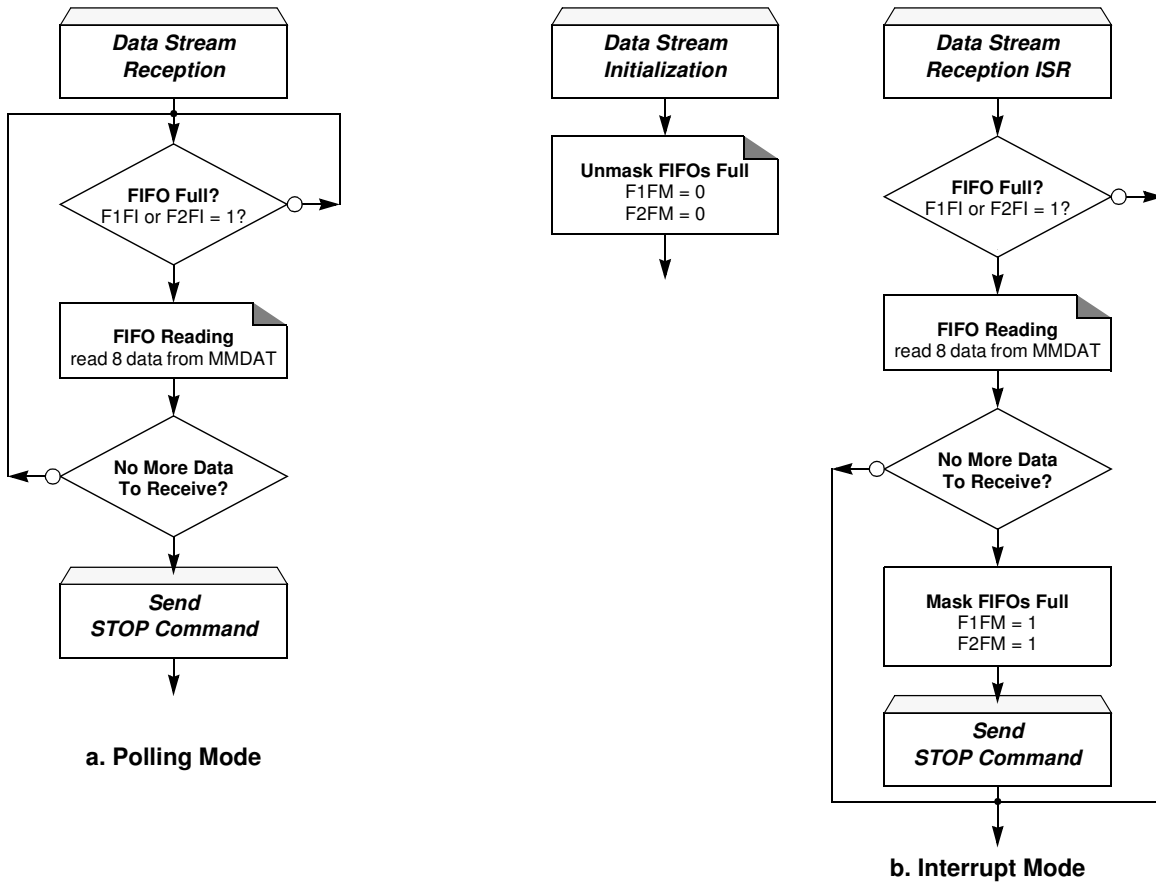 Data Stream
Reception
FIFO Full?
F1FI or F2FI = 1?
FIFO Reading
read 8 data from MMDAT
No More Data
To Receive?
Send
STOP Command
a. Polling Mode
Data Stream
Initialization
Unmask FIFOs Full
F1FM = 0
F2FM = 0
Data Stream
Reception ISR
FIFO Full?
F1FI or F2FI = 1?
FIFO Reading
read 8 data from MMDAT
No More Data
To Receive?
Mask FIFOs Full
F1FM = 1
F2FM = 1
Send
STOP Command
b. Interrupt Mode